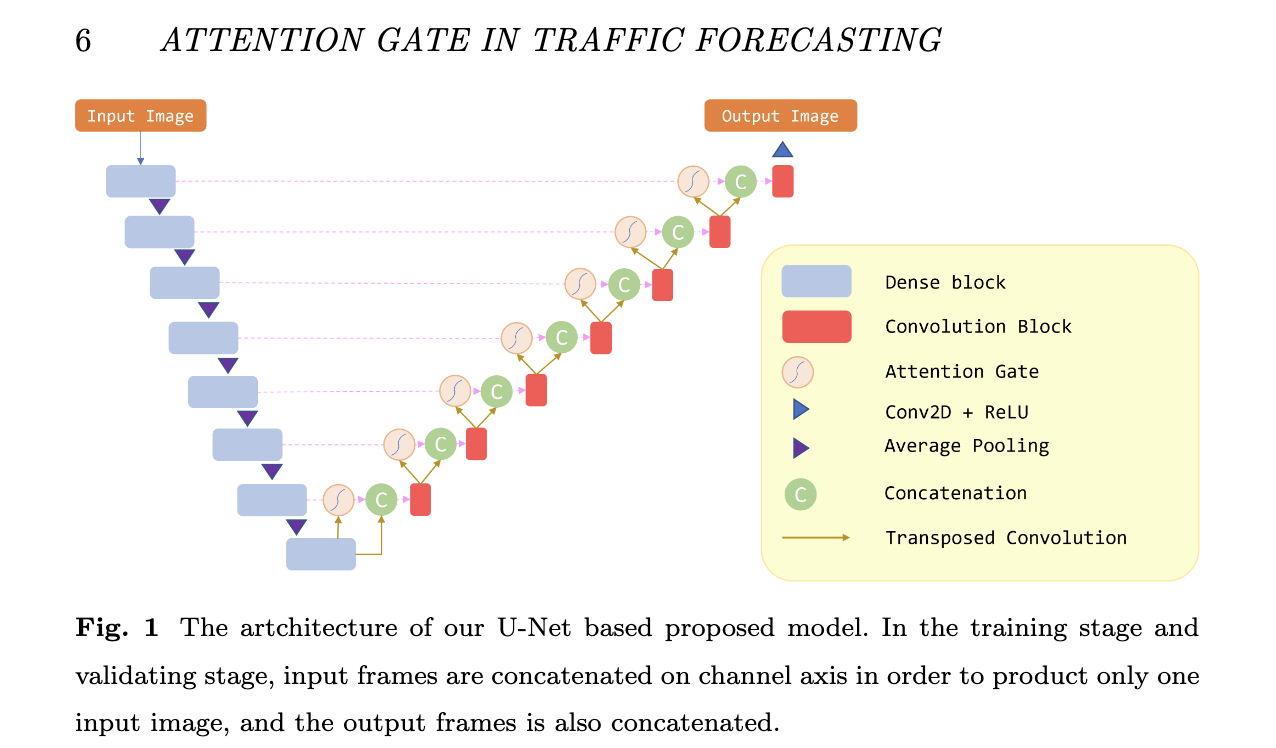 6 ATTENTION GATE IN TRAFFIC FORECASTING
Input Image
Output Image
C
C
C
C
C
C
C
Dense block
Convolution Block
Attention Gate
Conv2D + ReLU
Average Pooling
C Concatenation
Transposed Convolution
Fig. 1 The artchitecture of our U-Net based proposed model. In the training stage and
validating stage, input frames are concatenated on channel axis in order to product only one
input image, and the output frames is also concatenated.